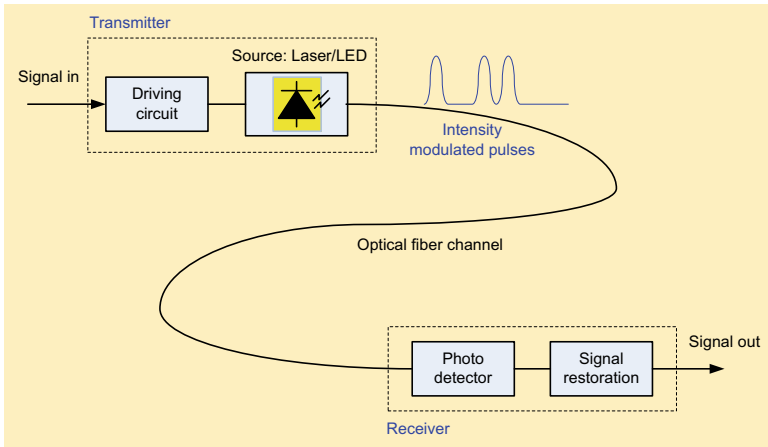 Transmitter
Source: Laser/LED
Signal in
Driving
circuit
Intensity
modulated pulses
Optical fiber channel
Signal out
Photo
detector
Signal
restoration
Receiver